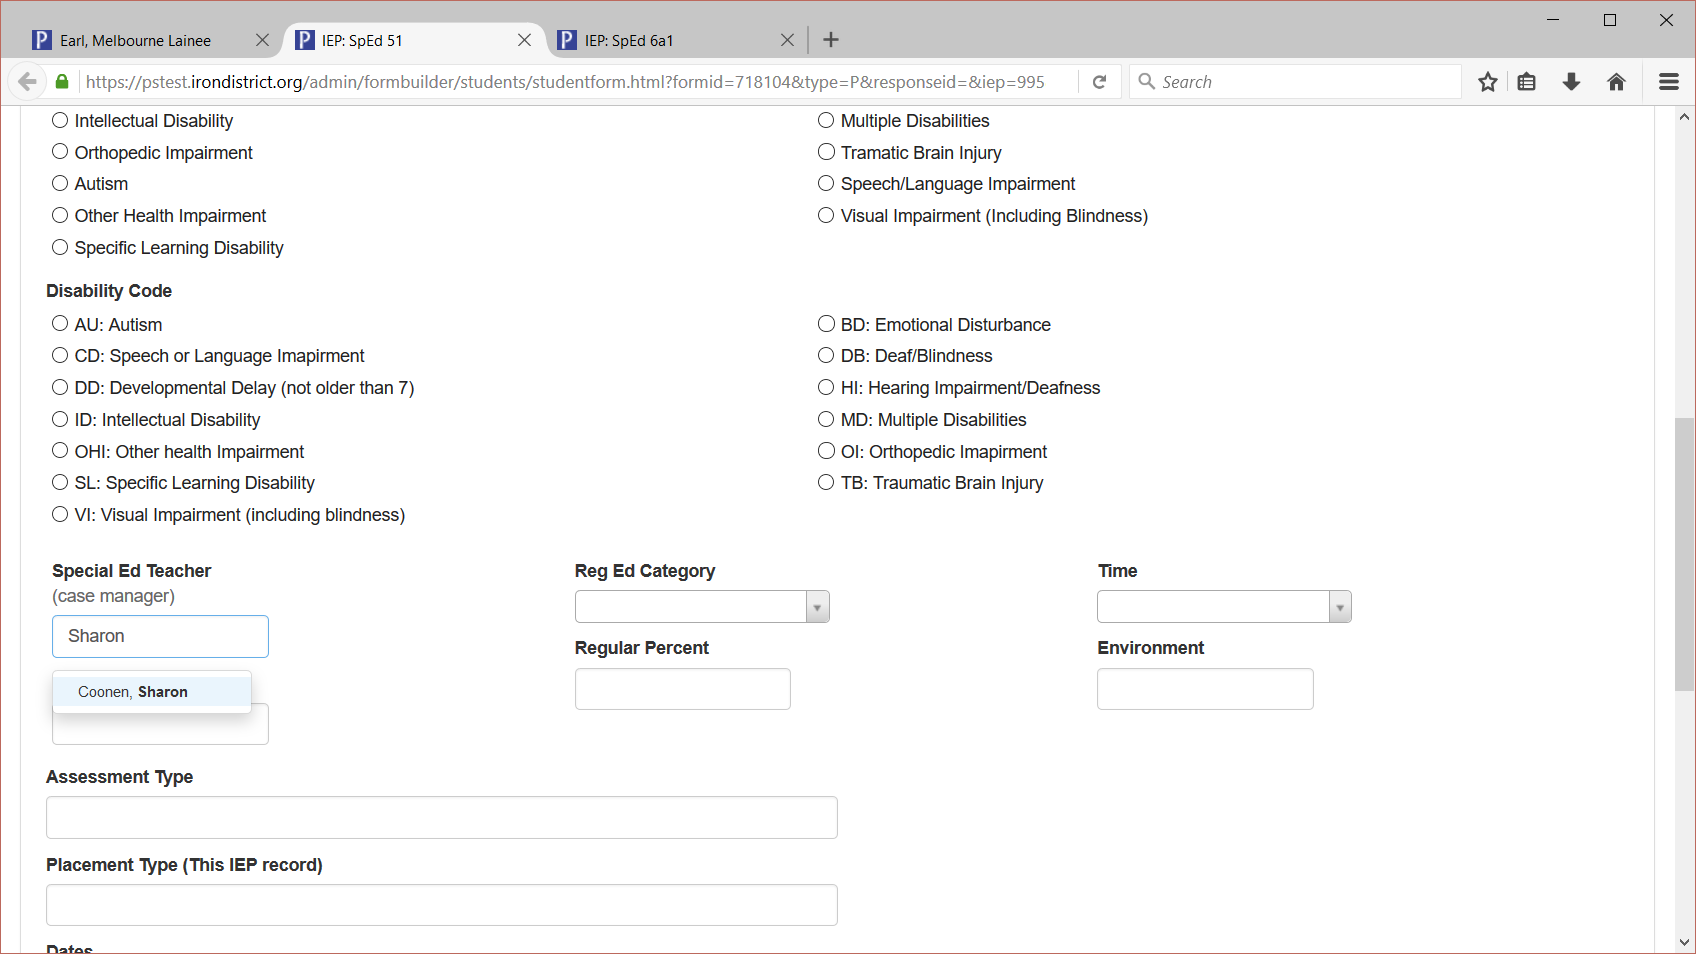 Earl, Melbourne Lainee
IEP: SpEd 51
IEP: SpEd 6a1
https://pstest.irondistrict.org/admin/formbuilder/students/studentform.html?formid=718104&type=P&responseid=&iep=995
Search
Intellectual Disability
Multiple Disabilities
Orthopedic Impairment
Tramatic Brain Injury
Autism
Speech/Language Impairment
Other Health Impairment
Visual Impairment (Including Blindness)
Specific Learning Disability
Disability Code
AU: Autism
BD: Emotional Disturbance
CD: Speech or Language Imapirment
DB: Deaf/Blindness
DD: Developmental Delay (not older than 7)
HI: Hearing Impairment/Deafness
ID: Intellectual Disability
MD: Multiple Disabilities
OHI: Other health Impairment
OI: Orthopedic Imapirment
SL: Specific Learning Disability
TB: Traumatic Brain Injury
VI: Visual Impairment (including blindness)
Special Ed Teacher
(case manager)
Sharon
Coonen, Sharon
Reg Ed Category
Regular Percent
Time
Environment
Assessment Type
Placement Type (This IEP record)
Dates